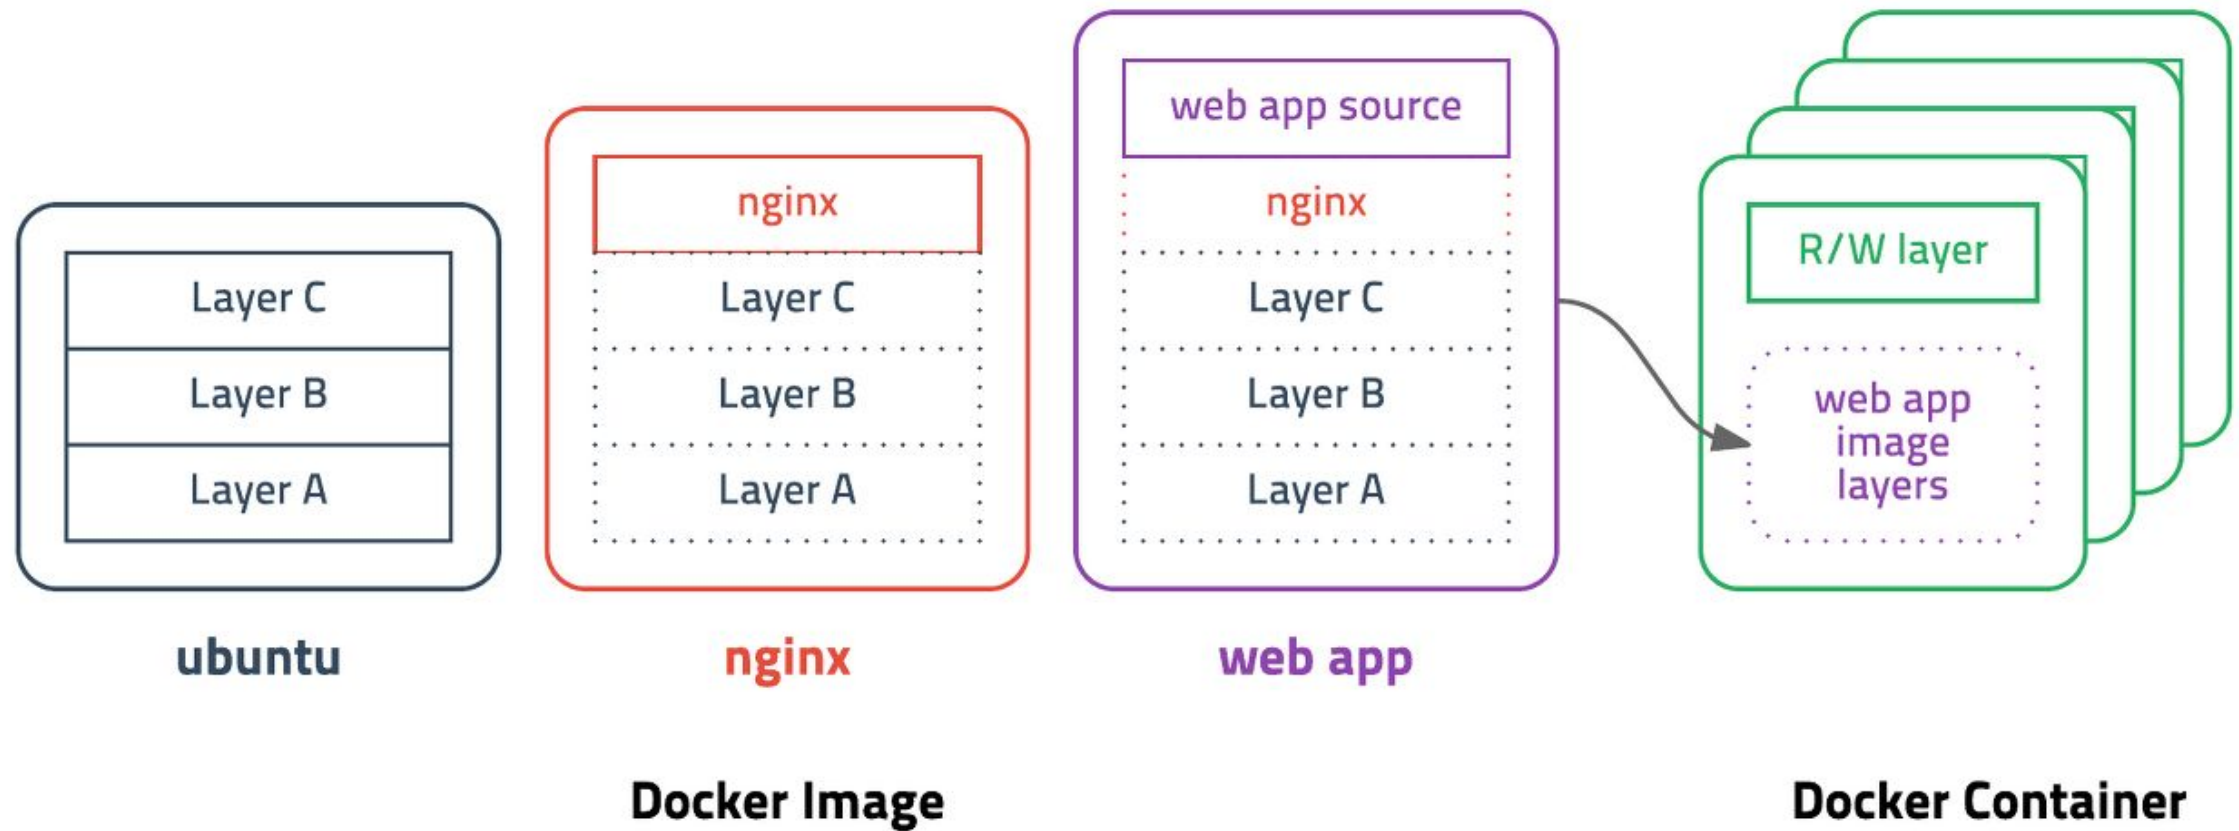 Layer C
Layer B
Layer A
ubuntu
nginx
Layer C
Layer B
Layer A
nginx
web app source
nginx
Layer C
Layer B
Layer A
web app
R/W layer
web app
image
layers
Docker Image
Docker Container